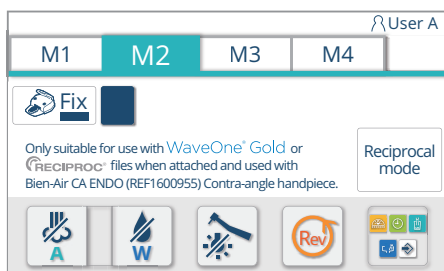 User A
M1 M2 M3 M4
Fix
Only suitable for use with WaveOne® Gold or
RECIPROC® files when attached and used with
Bien-Air CA ENDO (REF1600955) Contra-angle handpiece.
Reciprocal
mode
A W Rev